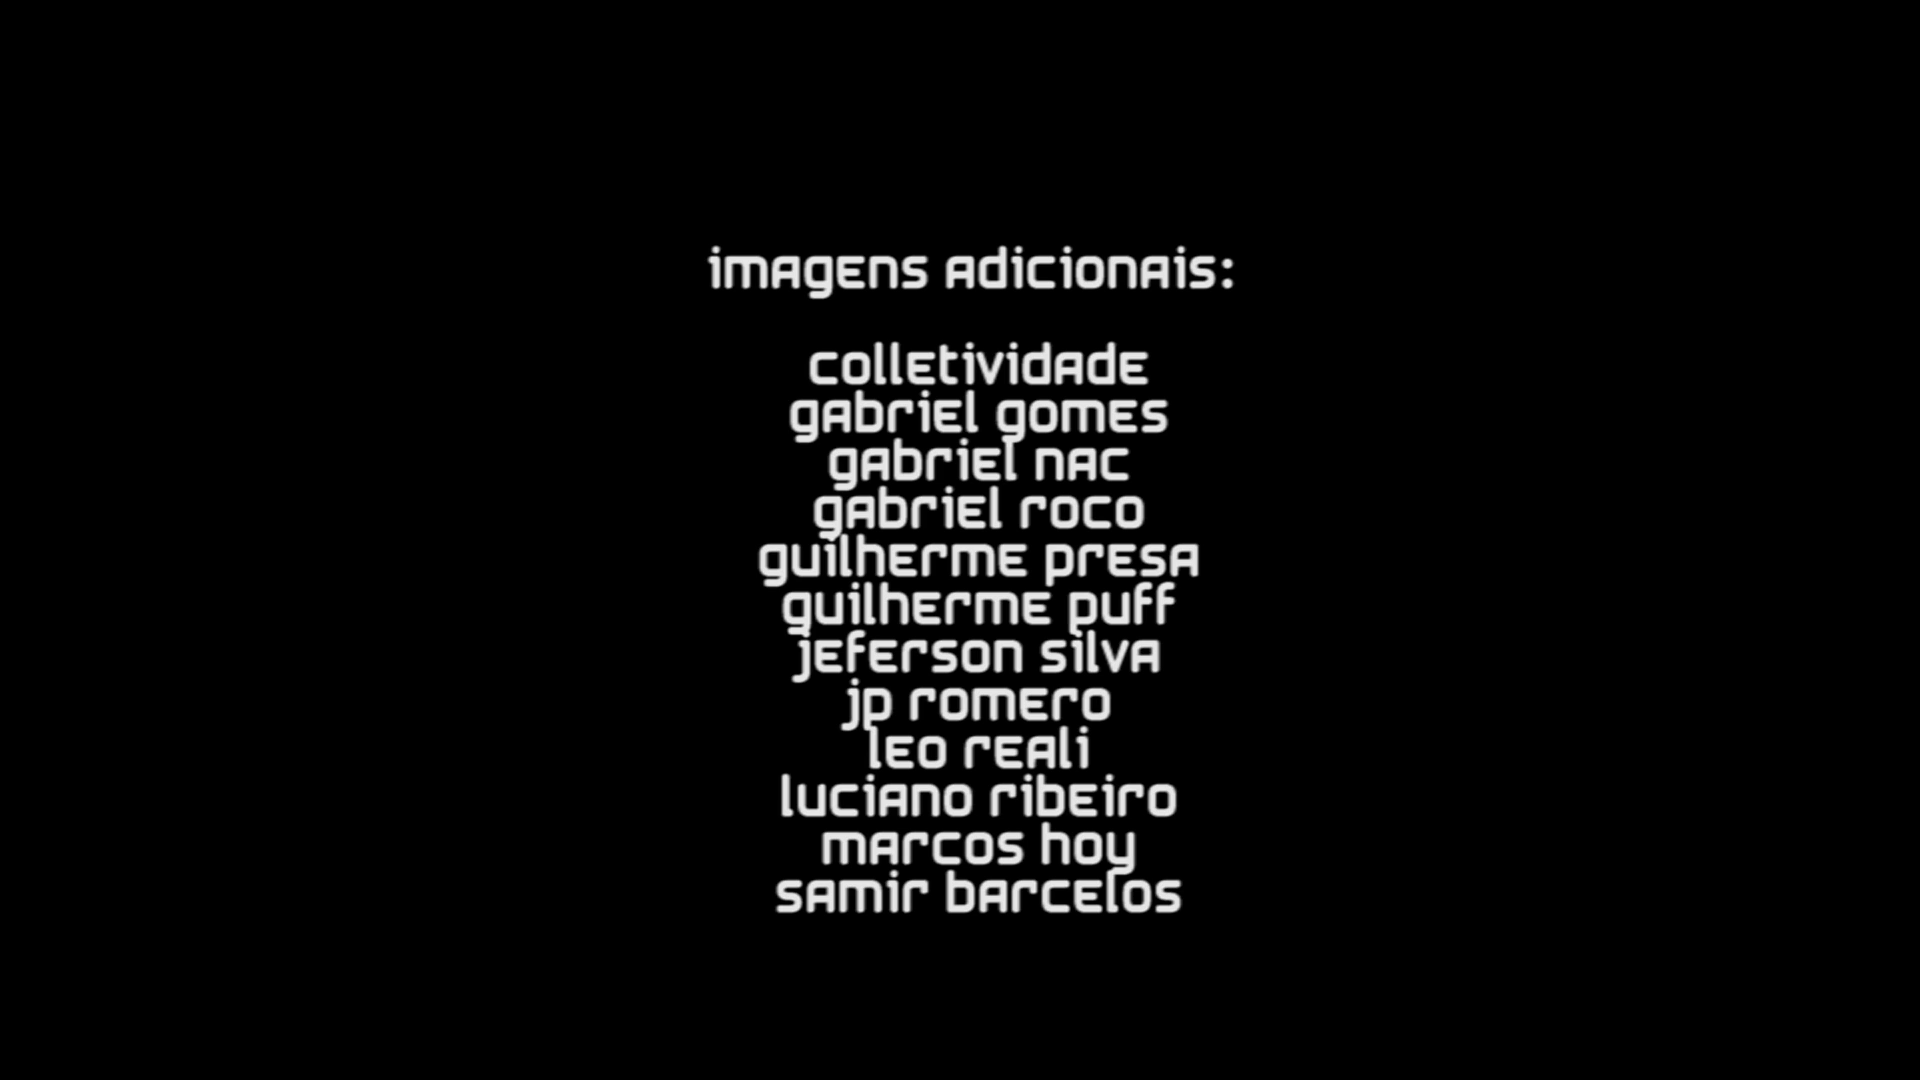 imagens adicionais:
colletividade
gabriel gomes
gabriel nac
gabriel roco
guilherme presa
guilherme puff
jeferson silva
jp romero
leo reali
luciano ribeiro
marcos hoy
samir barcelos